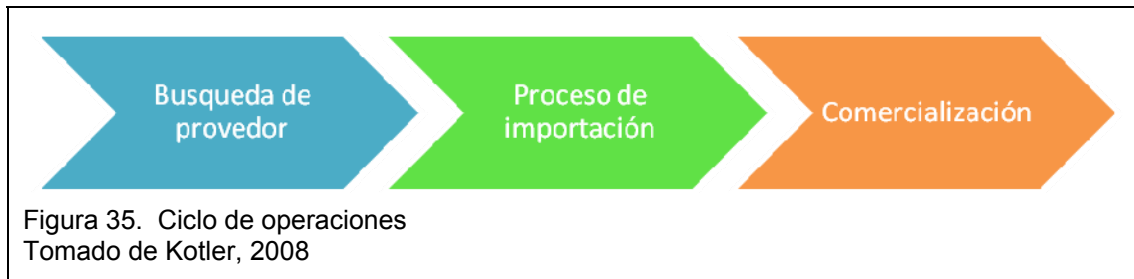 Busqueda de
provedor
Proceso de
importación
Comercialización
Figura 35.  Ciclo de operaciones
Tomado de Kotler, 2008